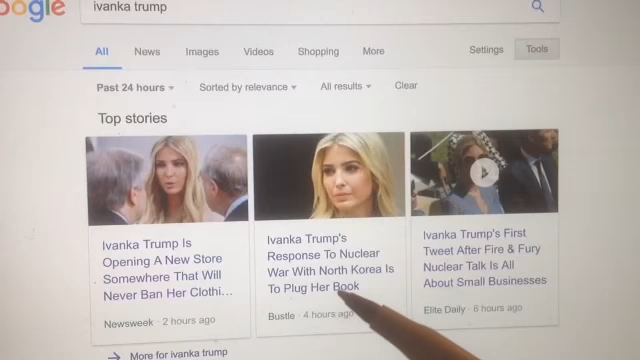 oogle
ivanka trump
All News Images Videos Shopping More Settings Tools
Past 24 hours Sorted by relevance All results Clear
Top stories
Ivanka Trump Is
Opening A New Store
Somewhere That Will
Never Ban Her Clothi...
Newsweek · 2 hours ago
Ivanka Trump's
Response To Nuclear
War With North Korea Is
To Plug Her Book
Bustle · 4 hours ago
Ivanka Trump's First
Tweet After Fire & Fury
Nuclear Talk Is All
About Small Businesses
Elite Daily · 6 hours ago
More for ivanka trump